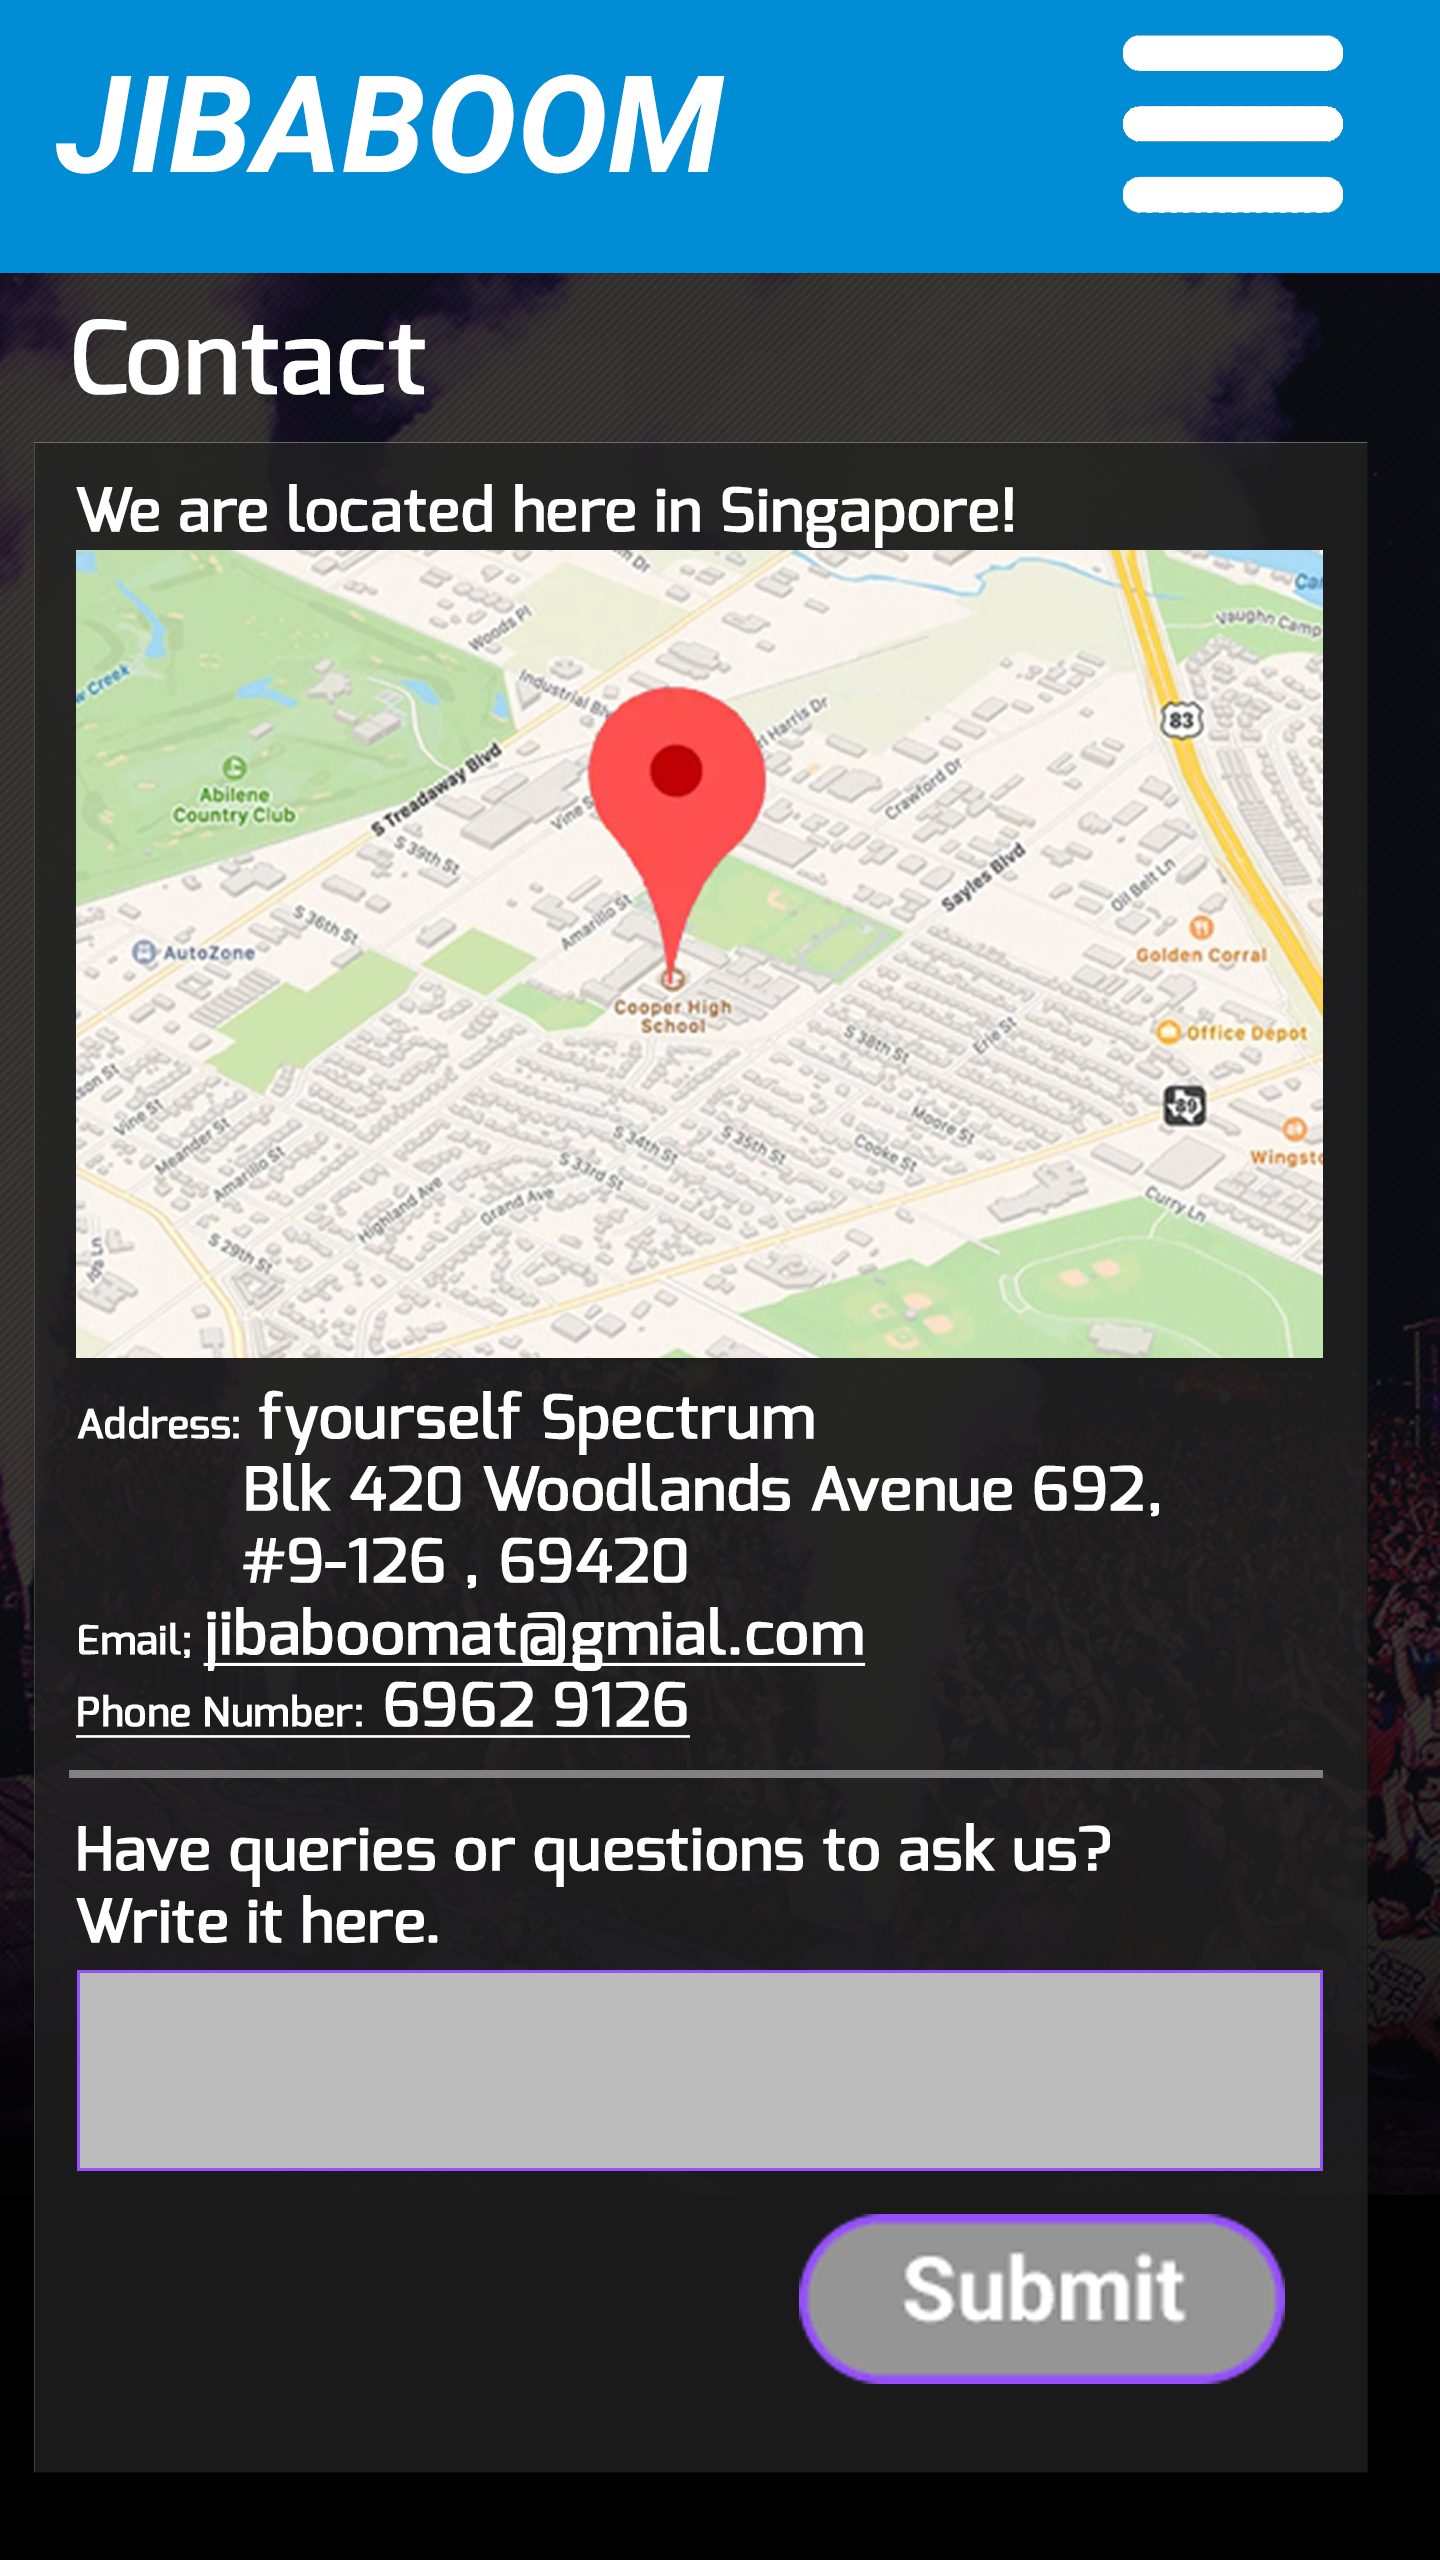 JIBABOOM
Contact
We are located here in Singapore!
Woods Pl
Industrial
Vaughn Camp
Creek
83
Harris Dr
Abilene
Country Club
S Treadaway Blvd
Vine
Crawford Dr
S 39th St
Sayles Blvd
Oil Belt Ln
S 36th St
Amarillo St
AutoZone
Golden Corral
Cooper High
School
S 38th St
Erie St
Office Depot
Vine St
Meander St
Amarillo St
S 34th St
S 35th St
Moore St
Cooke St
89
Wingsto
S 33rd St
Highland Ave
Grand Ave
Curry Ln
S 29th St
Address: fyourself Spectrum
Blk 420 Woodlands Avenue 692,
#9-126 , 69420
Email; jibaboomat@gmial.com
Phone Number: 6962 9126
Have queries or questions to ask us?
Write it here.
Submit